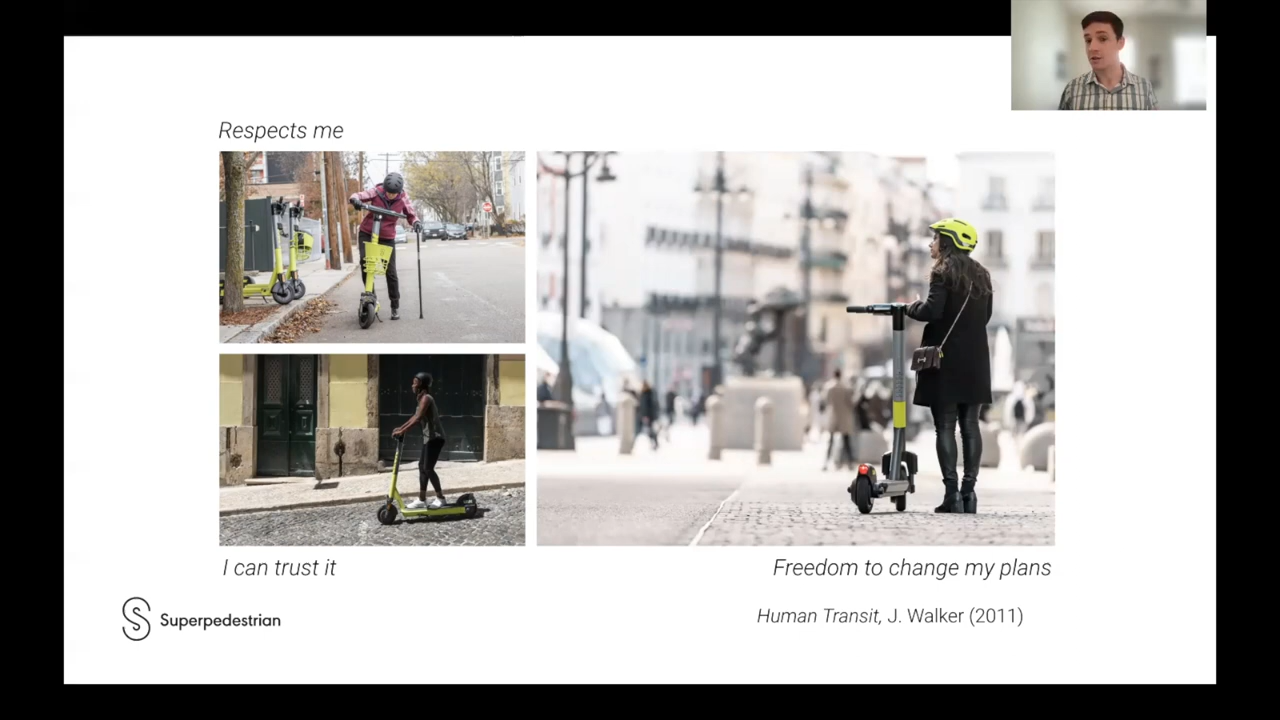 Respects me
I can trust it
Freedom to change my plans
Superpedestrian
Human Transit, J. Walker (2011)